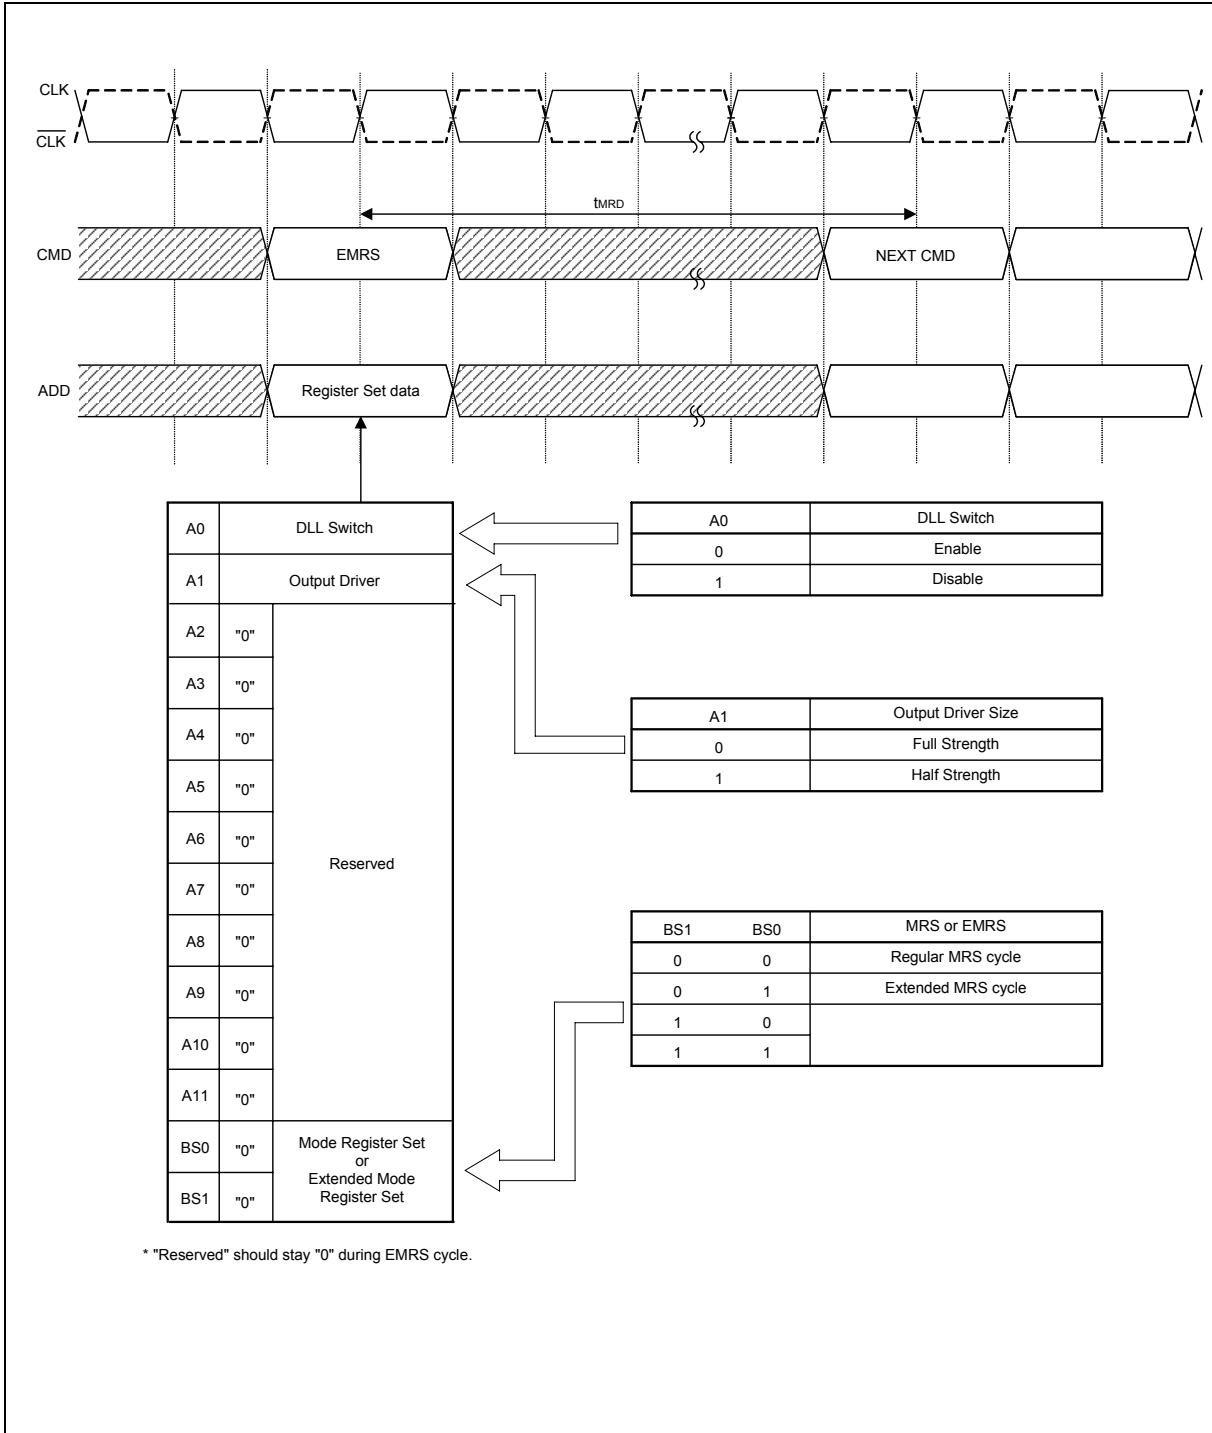 CLK
CLK
tMRD
CMD
EMRS
NEXT CMD
ADD
Register Set data
A0 DLL Switch
A1 Output Driver
A2 "0"
A3 "0"
A4 "0"
A5 "0"
A6 "0"
Reserved
A7 "0"
A8 "0"
A9 "0"
A10 "0"
A11 "0"
BS0 "0"
BS1 "0"
Mode Register Set
or
Extended Mode
Register Set
A0 DLL Switch
0 Enable
1 Disable
A1 Output Driver Size
0 Full Strength
1 Half Strength
BS1 BS0 MRS or EMRS
0 0 Regular MRS cycle
0 1 Extended MRS cycle
1 0
1 1
* "Reserved" should stay "0" during EMRS cycle.